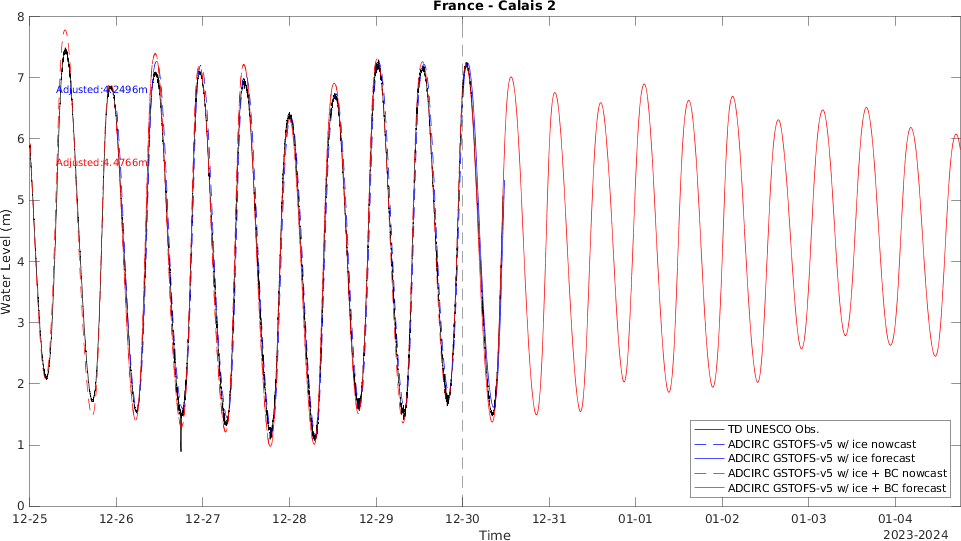 France - Calais 2
8
7
6
5
4
3
2
1
0
Water Level (m)
Adjusted:4.2496m
Adjusted:4.4766m
TD UNESCO Obs.
ADCIRC GSTOFS-v5 w/ ice nowcast
ADCIRC GSTOFS-v5 w/ ice forecast
ADCIRC GSTOFS-v5 w/ ice + BC nowcast
ADCIRC GSTOFS-v5 w/ ice + BC forecast
12-25 12-26 12-27 12-28 12-29 12-30 12-31 01-01 01-02 01-03 01-04
Time
2023-2024